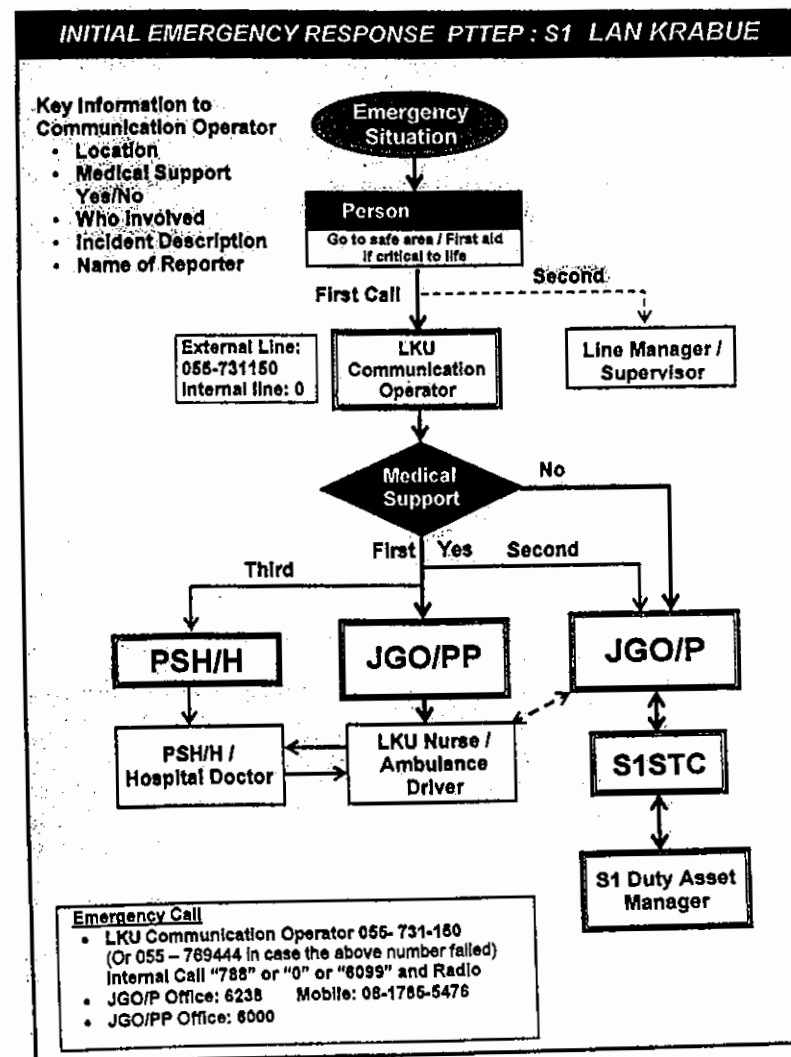 INITIAL EMERGENCY RESPONSE PTTEP : S1 LAN KRABUE
Key Information to
Communication Operator
• Location
• Medical Support
Yes/No
• Who Involved
• Incident Description
• Name of Reporter
Emergency
Situation
Person
Go to safe area / First aid
if critical to life
First Call
Second
External Line:
055-731150
Internal line: 0
LKU
Communication
Operator
Line Manager /
Supervisor
Medical
Support
No
First Yes Second
Third
PSH/H
JGO/PP
JGO/P
PSH/H /
Hospital Doctor
LKU Nurse /
Ambulance
Driver
S1STC
S1 Duty Asset
Manager
Emergency Call
• LKU Communication Operator 055- 731-150
(Or 055 – 769444 in case the above number failed)
Internal Call "788" or "0" or "6099" and Radio
• JGO/P Office: 6238 Mobile: 08-1785-5476
• JGO/PP Office: 6000